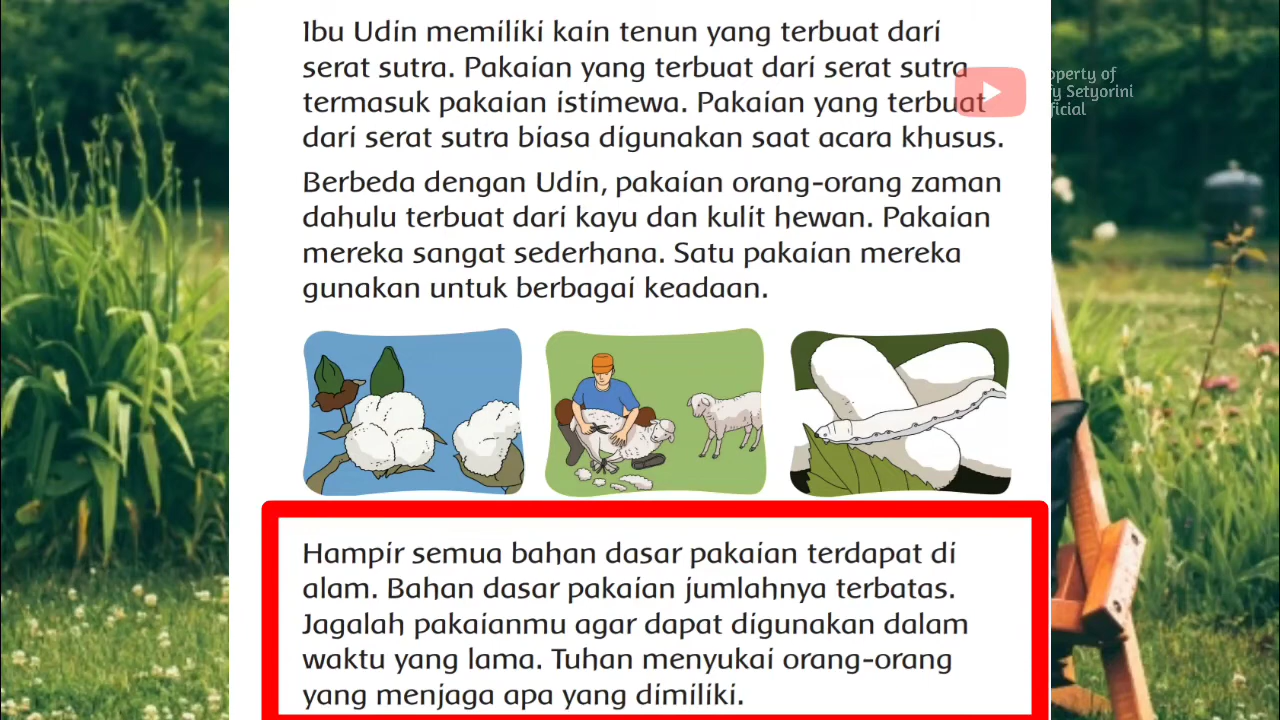 Ibu Udin memiliki kain tenun yang terbuat dari
serat sutra. Pakaian yang terbuat dari serat sutra
termasuk pakaian istimewa. Pakaian yang terbuat
dari serat sutra biasa digunakan saat acara khusus.
Berbeda dengan Udin, pakaian orang-orang zaman
dahulu terbuat dari kayu dan kulit hewan. Pakaian
mereka sangat sederhana. Satu pakaian mereka
gunakan untuk berbagai keadaan.
Hampir semua bahan dasar pakaian terdapat di
alam. Bahan dasar pakaian jumlahnya terbatas.
Jagalah pakaianmu agar dapat digunakan dalam
waktu yang lama. Tuhan menyukai orang-orang
yang menjaga apa yang dimiliki.
of
Setyorini